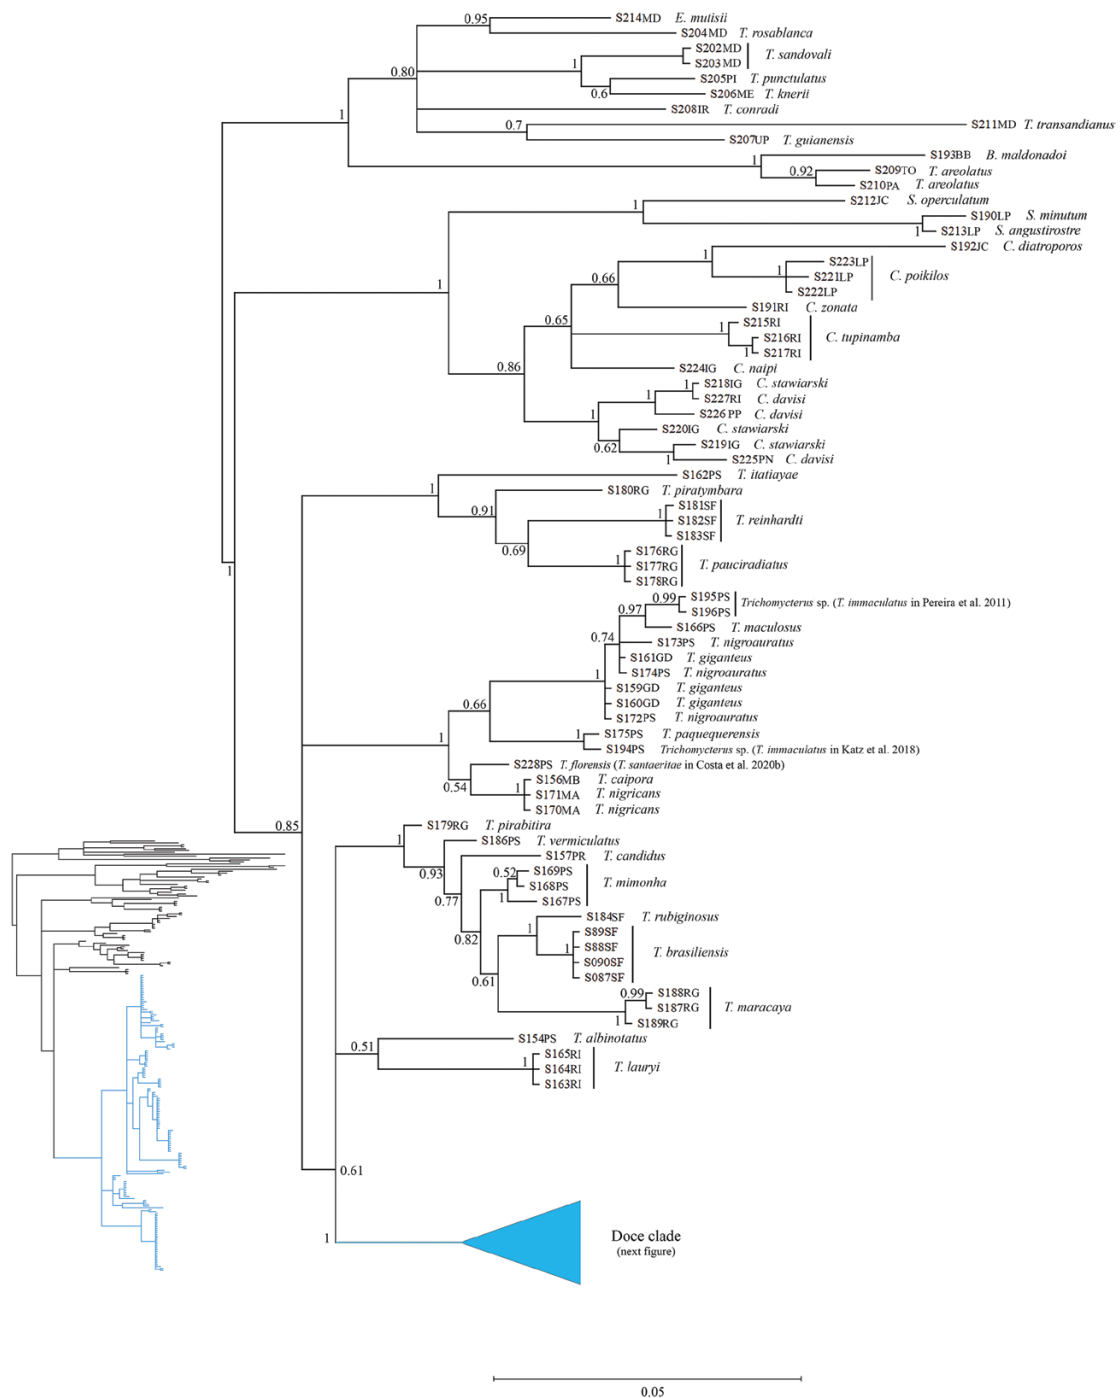 0.95
S214MD E. mutisii
S204MD T. rosablanca
S202MD
S203MD
T. sandovali
0.80
1
S205PI T. punctulatus
0.6
S206ME T. knerii
S208IR T. conradi
1
0.7
S211MD T. transandianus
S207UP T. guianensis
1
S193BB B. maldonadoi
0.92
S209TO T. areolatus
S210PA T. areolatus
1
S212JC S. operculatum
S190LP S. minutum
1
S213LP S. angustirostre
1
S192JC C. diatroporos
S223LP
1
S221LP
S222LP
C. poikilos
0.66
1
S191RI C. zonata
0.65
S215RI
1
S216RI
1
S217RI
C. tupinamba
0.86
S224IG C. naipi
1
S218IG C. stawiarski
1
S227RI C. davisi
S226PP C. davisi
1
S220IG C. stawiarski
0.62
S219IG C. stawiarski
1
S225PN C. davisi
1
S162PS T. itatiayae
1
S180RG T. piratymbara
0.91
S181SF
1
S182SF
S183SF
T. reinhardti
0.69
S176RG
1
S177RG
S178RG
T. pauciradiatus
1
0.99
S195PS
S196PS
Trichomycterus sp. (T. immaculatus in Pereira et al. 2011)
0.97
S166PS T. maculosus
0.74
S173PS T. nigroauratus
S161GD T. giganteus
1
S174PS T. nigroauratus
S159GD T. giganteus
S160GD T. giganteus
0.66
S172PS T. nigroauratus
1
S175PS T. paquequerensis
1
S194PS Trichomycterus sp. (T. immaculatus in Katz et al. 2018)
S228PS T. florensis (T. santaeritae in Costa et al. 2020b)
0.54
S156MB T. caipora
1
S171MA T. nigricans
S170MA T. nigricans
0.85
S179RG T. pirabitira
1
S186PS T. vermiculatus
0.93
S157PR T. candidus
0.52
S169PS
S168PS
1
S167PS
T. mimonha
0.77
S184SF T. rubiginosus
1
S89SF
1
S88SF
S090SF
S087SF
T. brasiliensis
0.82
0.61
0.99
S188RG
S187RG
1
S189RG
T. maracaya
S154PS T. albinotatus
0.51
S165RI
1
S164RI
S163RI
T. lauryi
0.61
1
Doce clade
(next figure)
0.05